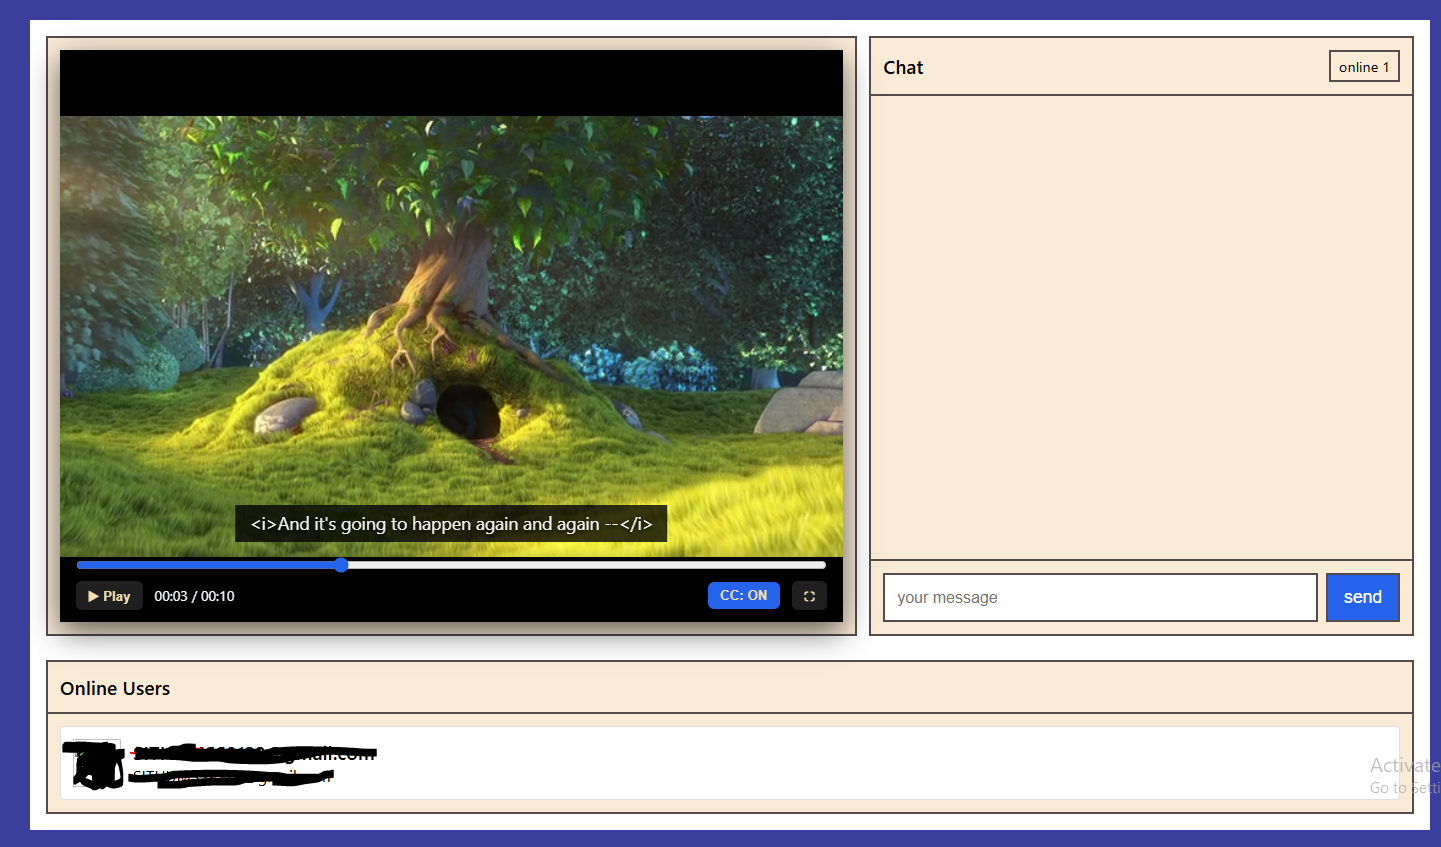 Chat
online 1
<i>And it's going to happen again and again --</i>
▶ Play 00:03 / 00:10 CC: ON
your message
send
Online Users
Activate
Go to Setti